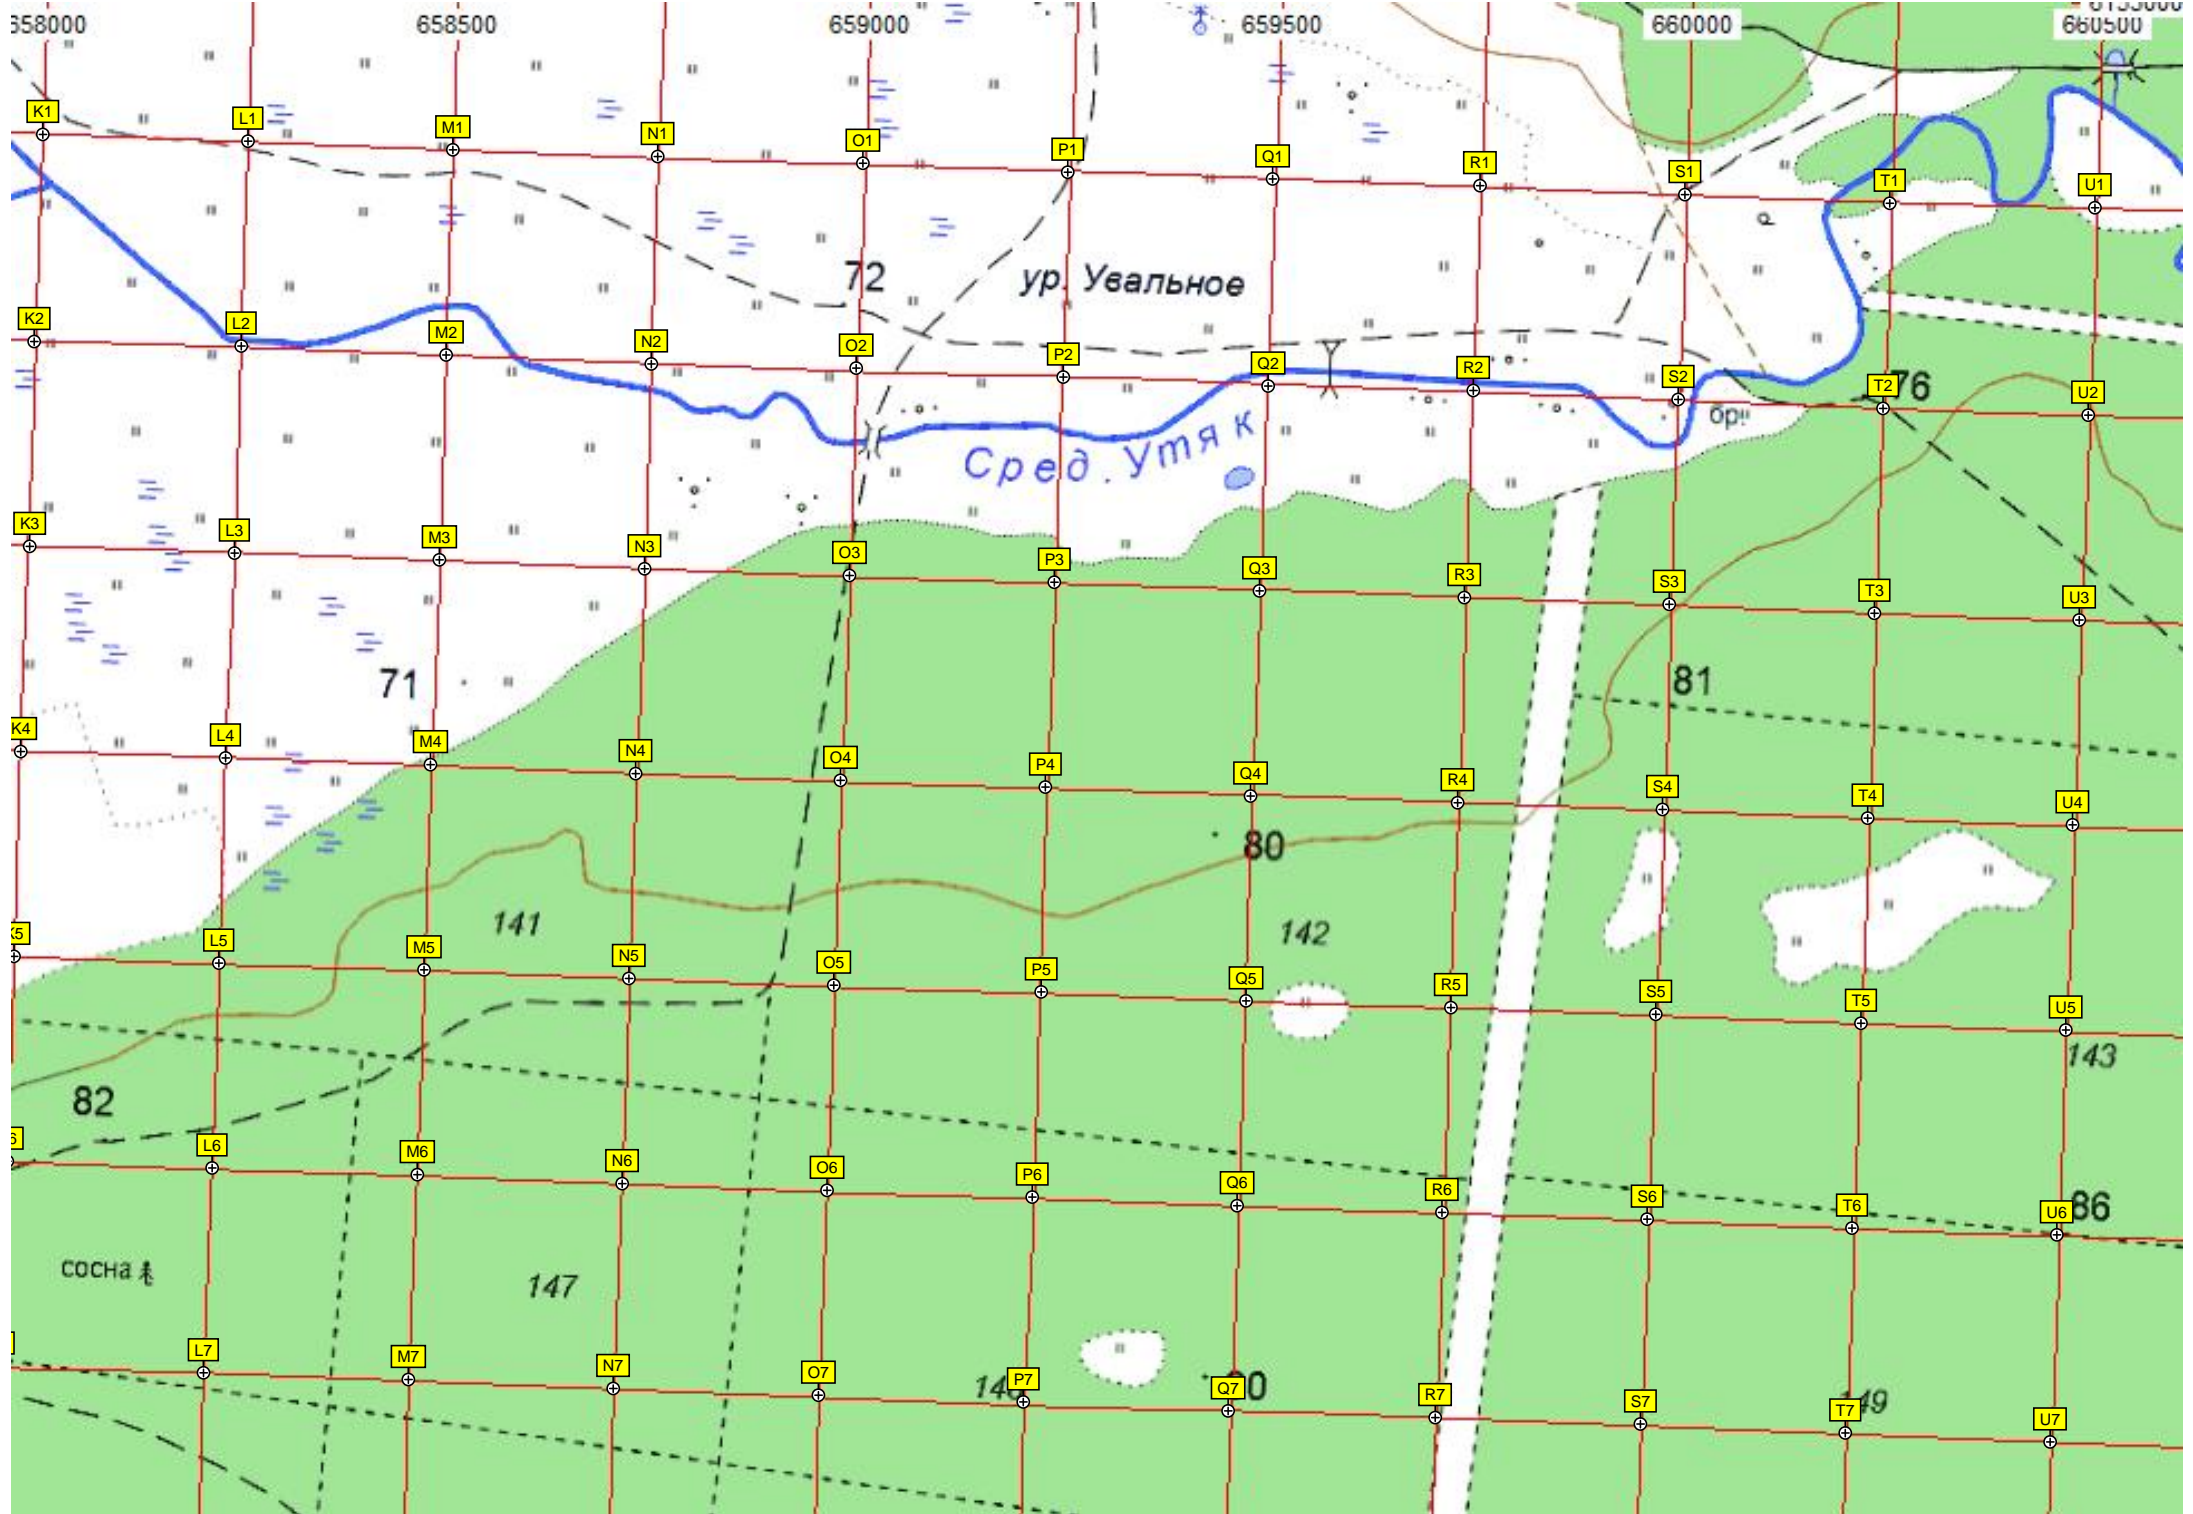 6155000
658000 658500 659000 659500 660000 660500
K1 L1 M1 N1 O1 P1 Q1 R1 S1 T1 U1
72 ур. Увальное
K2 L2 M2 N2 O2 P2 Q2 R2 S2 T2 U2
76
бр.
Сред. Утяк
K3 L3 M3 N3 O3 P3 Q3 R3 S3 T3 U3
71 81
K4 L4 M4 N4 O4 P4 Q4 R4 S4 T4 U4
80
141 142
K5 L5 M5 N5 O5 P5 Q5 R5 S5 T5 U5
143
82
6 L6 M6 N6 O6 P6 Q6 R6 S6 T6 U6
86
сосна
147
L7 M7 N7 O7 P7 Q7 R7 S7 T7 U7